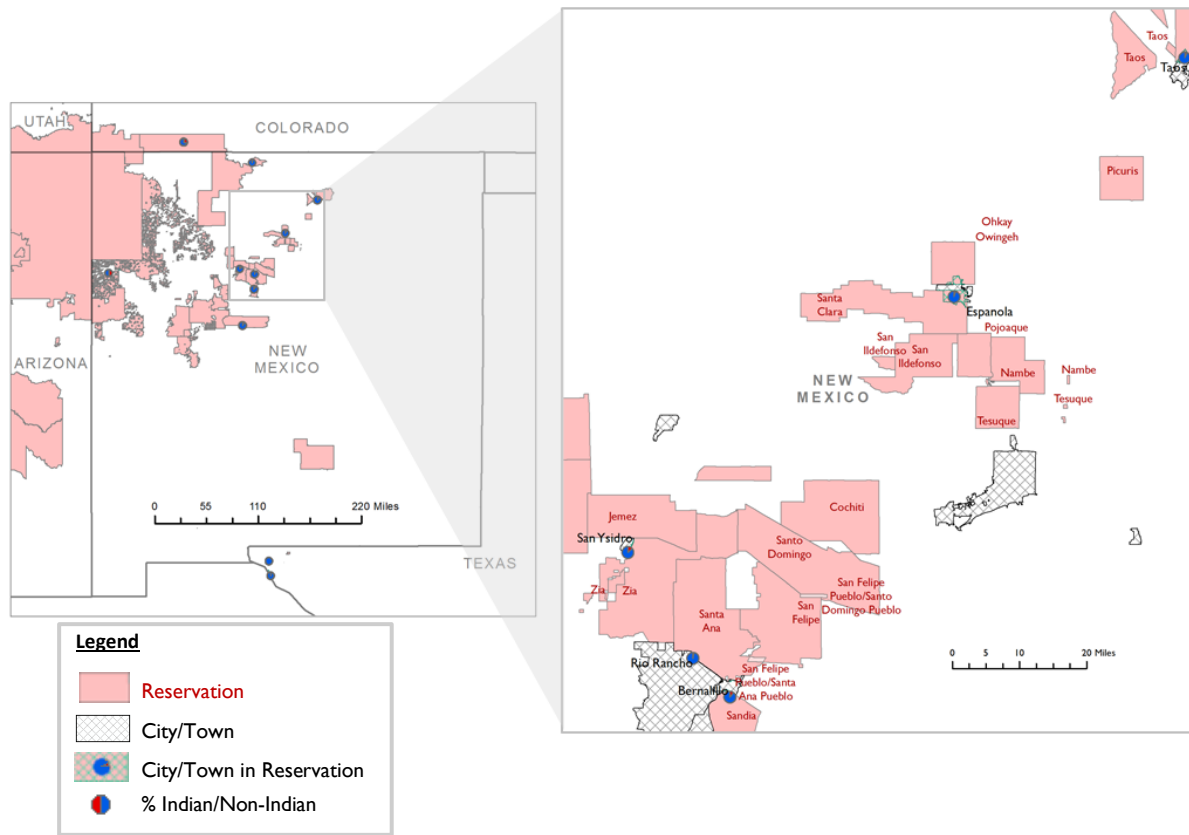 UTAH
COLORADO
ARIZONA
NEW
MEXICO
TEXAS
0 55 110 220 Miles
Legend
Reservation
City/Town
City/Town in Reservation
% Indian/Non-Indian
Taos
Taos
Taos
Picuris
Ohkay
Owingeh
Santa
Clara
Espanola
Pojoaque
San
Ildefonso
San
Ildefonso
Nambe
Nambe
NEW
MEXICO
Tesuque
Tesuque
Jemez
Cochiti
San Ysidro
Santo
Domingo
Zia
Zia
San Felipe
Pueblo/Santo
Domingo Pueblo
Santa
Ana
San
Felipe
Rio Rancho
San Felipe
Pueblo/Santa
Ana Pueblo
Bernalillo
Sandia
0 5 10 20 Miles